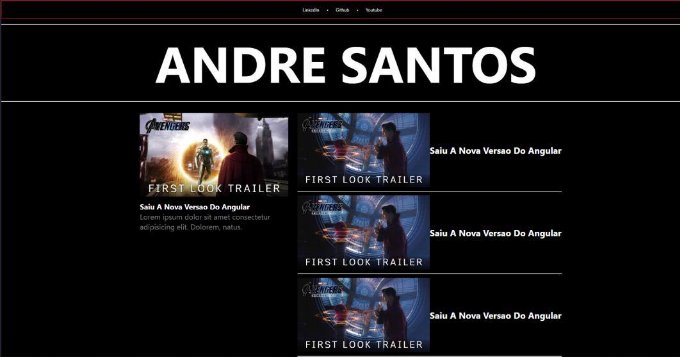 LinkedIn • Github • Youtube
ANDRE SANTOS
AVENGERS
FIRST LOOK TRAILER
Saiu A Nova Versao Do Angular
Lorem ipsum dolor sit amet consectetur
adipisicing elit. Dolorem, natus.
AVENGERS
FIRST LOOK TRAILER
Saiu A Nova Versao Do Angular
AVENGERS
FIRST LOOK TRAILER
Saiu A Nova Versao Do Angular
AVENGERS
FIRST LOOK TRAILER
Saiu A Nova Versao Do Angular